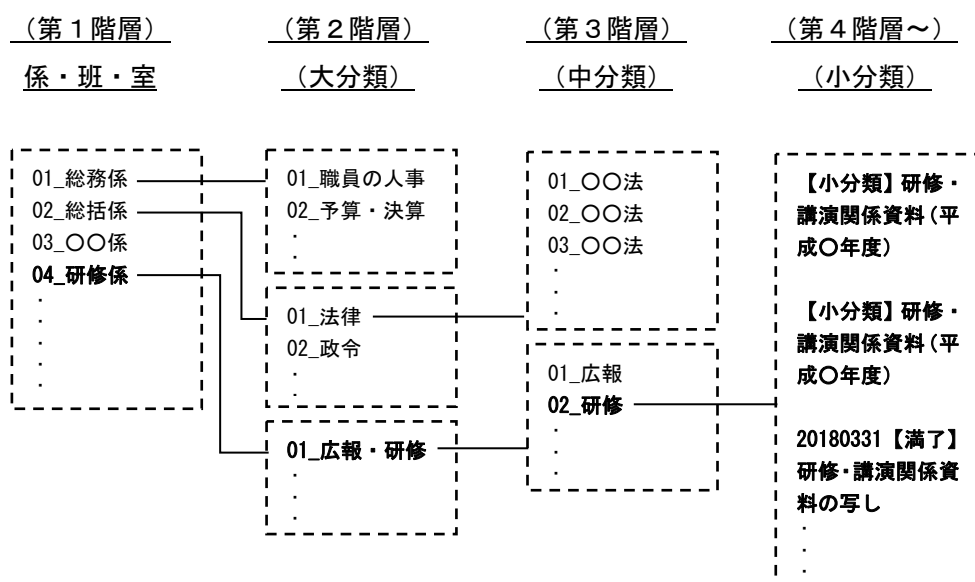 （第１階層）
係・班・室
（第２階層）
（大分類）
（第３階層）
（中分類）
（第４階層～）
（小分類）
01_総務係
02_総括係
03_〇〇係
04_研修係
・
・
・
・
01_職員の人事
02_予算・決算
・
・
01_法律
02_政令
・
・
01_広報・研修
・
・
・
01_〇〇法
02_〇〇法
03_〇〇法
・
・
・
01_広報
02_研修
・
・
・
【小分類】研修・
講演関係資料（平
成〇年度）
【小分類】研修・
講演関係資料（平
成〇年度）
20180331【満了】
研修・講演関係資
料の写し
・
・
・